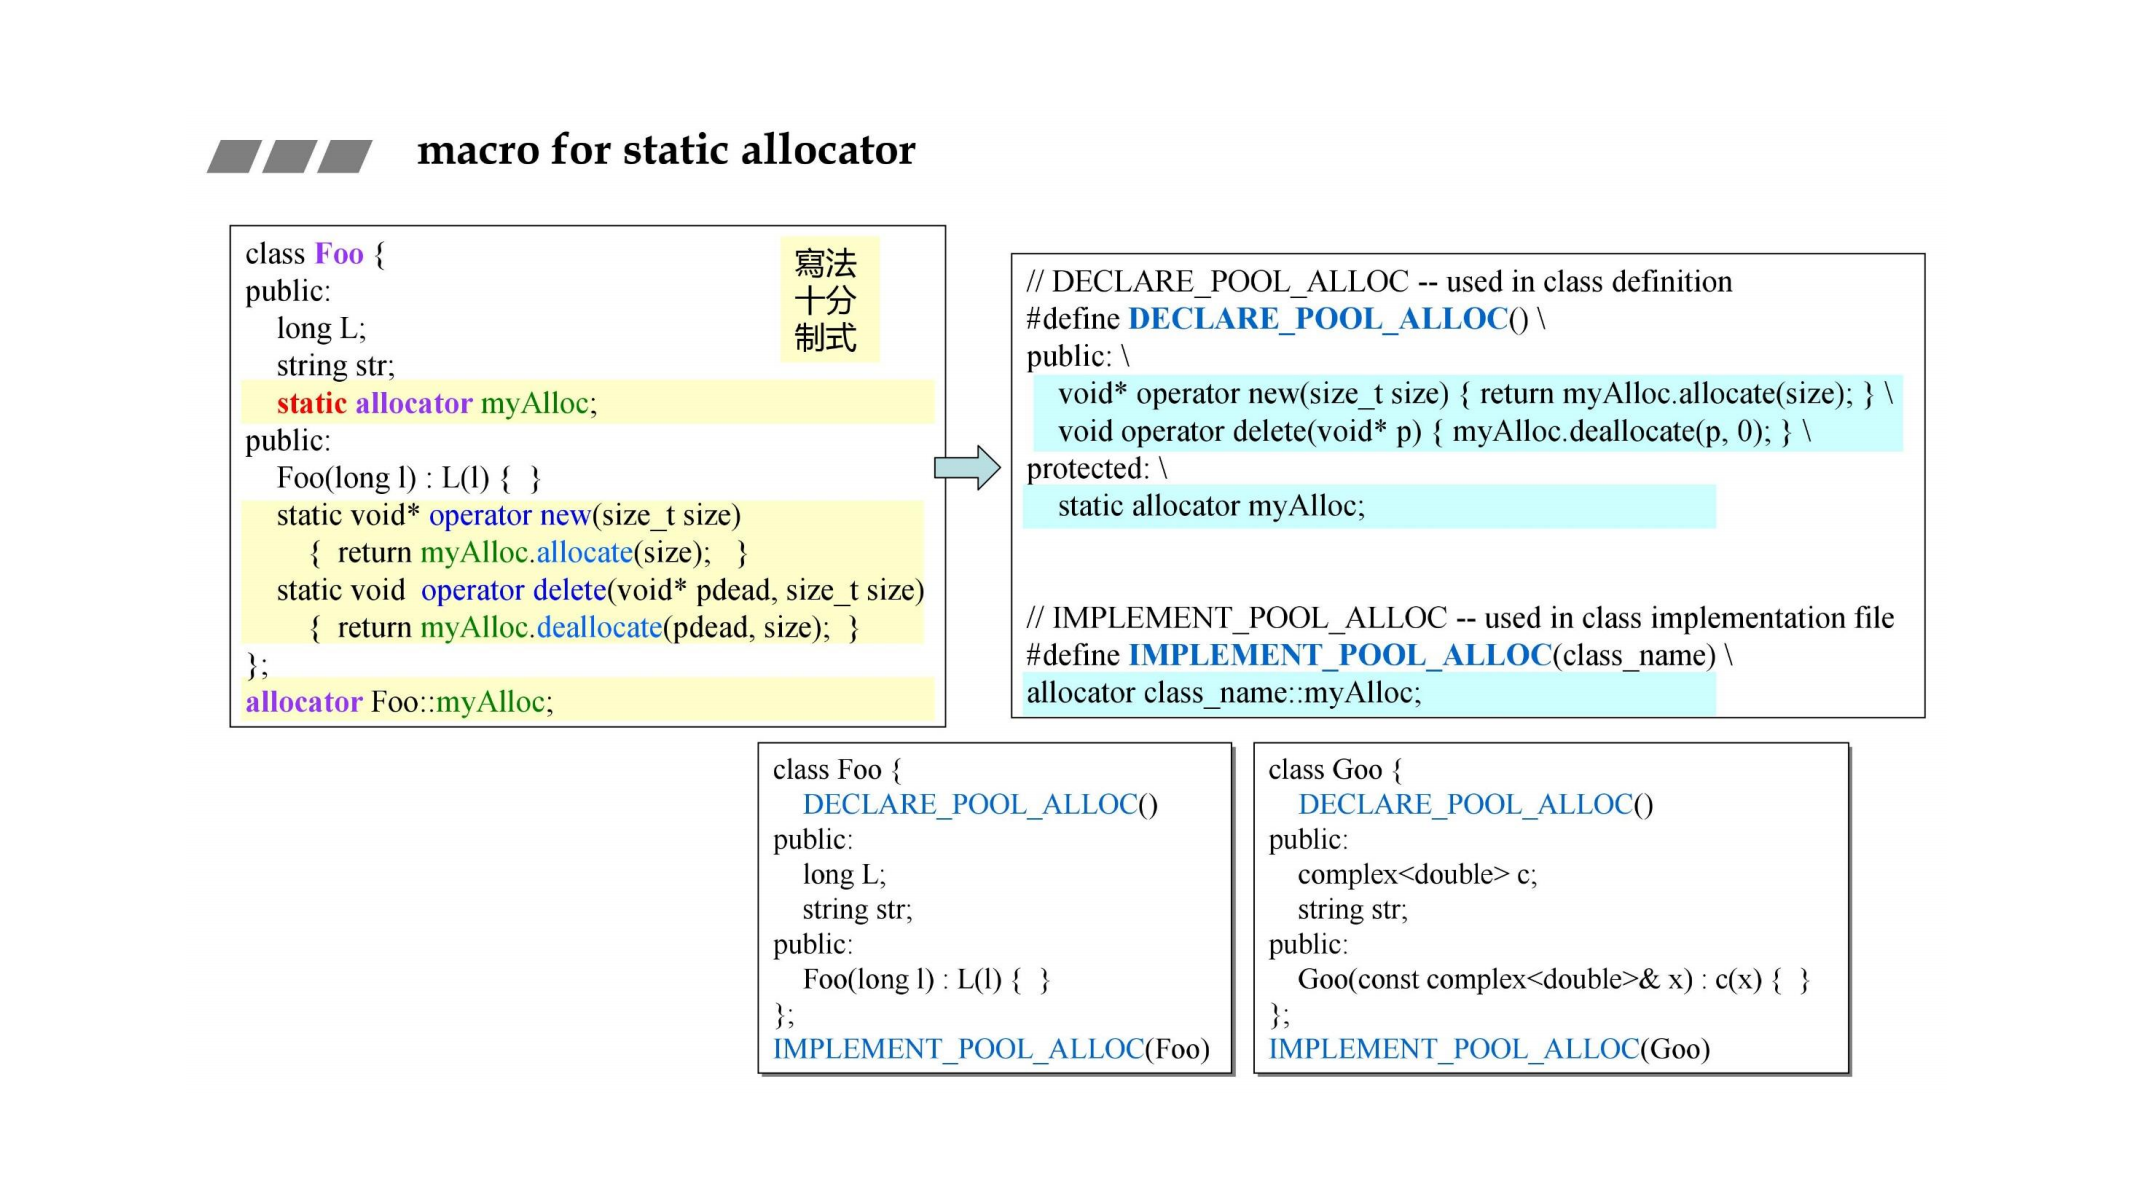 macro for static allocator
class Foo {
public:
long L;
string str;
static allocator myAlloc;
public:
Foo(long l) : L(l) { }
static void* operator new(size_t size)
{ return myAlloc.allocate(size); }
static void operator delete(void* pdead, size_t size)
{ return myAlloc.deallocate(pdead, size); }
};
allocator Foo::myAlloc;
寫法
十分
制式
// DECLARE_POOL_ALLOC -- used in class definition
#define DECLARE_POOL_ALLOC() \
public: \
void* operator new(size_t size) { return myAlloc.allocate(size); } \
void operator delete(void* p) { myAlloc.deallocate(p, 0); } \
protected: \
static allocator myAlloc;
// IMPLEMENT_POOL_ALLOC -- used in class implementation file
#define IMPLEMENT_POOL_ALLOC(class_name) \
allocator class_name::myAlloc;
class Foo {
DECLARE_POOL_ALLOC()
public:
long L;
string str;
public:
Foo(long l) : L(l) { }
};
IMPLEMENT_POOL_ALLOC(Foo)
class Goo {
DECLARE_POOL_ALLOC()
public:
complex<double> c;
string str;
public:
Goo(const complex<double>& x) : c(x) { }
};
IMPLEMENT_POOL_ALLOC(Goo)